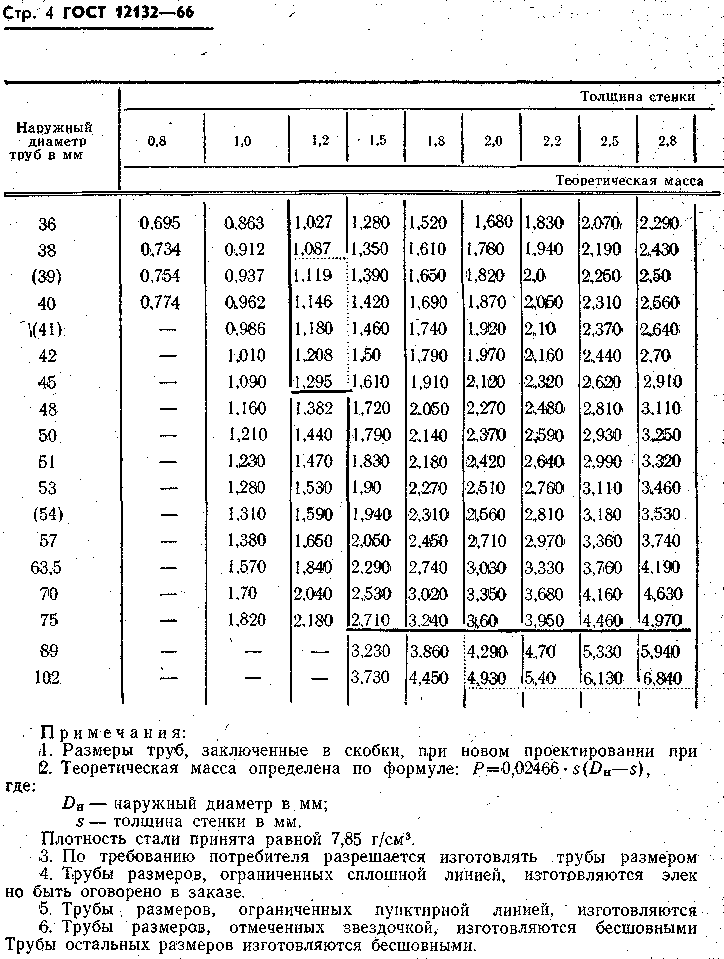 Стр. 4 ГОСТ 12132—66
Наружный диаметр труб в мм
Толщина стенки
0,8 1,0 1,2 1,5 1,8 2,0 2,2 2,5 2,8
Теоретическая масса
36 0,695 0,863 1,027 1,280 1,520 1,680 1,830 2,070 2,290
38 0,734 0,912 1,087 1,350 1,610 1,780 1,940 2,190 2,430
(39) 0,754 0,937 1,119 1,390 1,650 1,820 2,0 2,250 2,50
40 0,774 0,962 1,146 1,420 1,690 1,870 2,050 2,310 2,560
(41) — 0,986 1,180 1,460 1,740 1,920 2,10 2,370 2,640
42 — 1,010 1,208 1,50 1,790 1,970 2,160 2,440 2,70
45 — 1,090 1,295 1,610 1,910 2,120 2,320 2,620 2,910
48 — 1,160 1,382 1,720 2,050 2,270 2,480 2,810 3,110
50 — 1,210 1,440 1,790 2,140 2,370 2,590 2,930 3,250
51 — 1,230 1,470 1,830 2,180 2,420 2,640 2,990 3,320
53 — 1,280 1,530 1,90 2,270 2,510 2,760 3,110 3,460
(54) — 1,310 1,590 1,940 2,310 2,560 2,810 3,180 3,530
57 — 1,380 1,650 2,050 2,450 2,710 2,970 3,360 3,740
63,5 — 1,570 1,840 2,290 2,740 3,030 3,330 3,760 4,190
70 — 1,70 2,040 2,530 3,020 3,350 3,680 4,160 4,630
75 — 1,820 2,180 2,710 3,240 3,60 3,950 4,460 4,970
89 — — — 3,230 3,860 4,290 4,70 5,330 5,940
102 — — — 3,730 4,450 4,930 5,40 6,130 6,840
Примечания:
1. Размеры труб, заключенные в скобки, при новом проектировании при
2. Теоретическая масса определена по формуле: P=0,02466 · s(Dн—s),
где:
Dн — наружный диаметр в мм;
s — толщина стенки в мм.
Плотность стали принята равной 7,85 г/см³.
3. По требованию потребителя разрешается изготовлять трубы размером
4. Трубы размеров, ограниченных сплошной линией, изготовляются элек
но быть оговорено в заказе.
5. Трубы размеров, ограниченных пунктирной линией, изготовляются
6. Трубы размеров, отмеченных звездочкой, изготовляются бесшовными
Трубы остальных размеров изготовляются бесшовными.